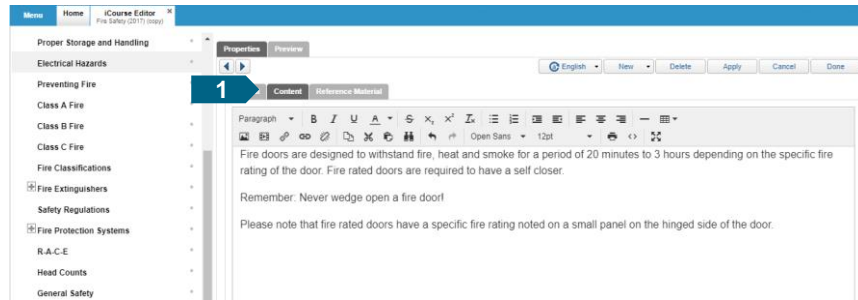 Menu Home iCourse Editor ×
Fire Safety (2017) (copy)
Proper Storage and Handling
Electrical Hazards
Preventing Fire
Class A Fire
Class B Fire
Class C Fire
Fire Classifications
Fire Extinguishers
Safety Regulations
Fire Protection Systems
R-A-C-E
Head Counts
General Safety
Properties Preview
English New Delete Apply Cancel Done
1 Content Reference Material
Paragraph B I U A S X₂ X² Ix
Open Sans 12pt
Fire doors are designed to withstand fire, heat and smoke for a period of 20 minutes to 3 hours depending on the specific fire
rating of the door. Fire rated doors are required to have a self closer.
Remember: Never wedge open a fire door!
Please note that fire rated doors have a specific fire rating noted on a small panel on the hinged side of the door.